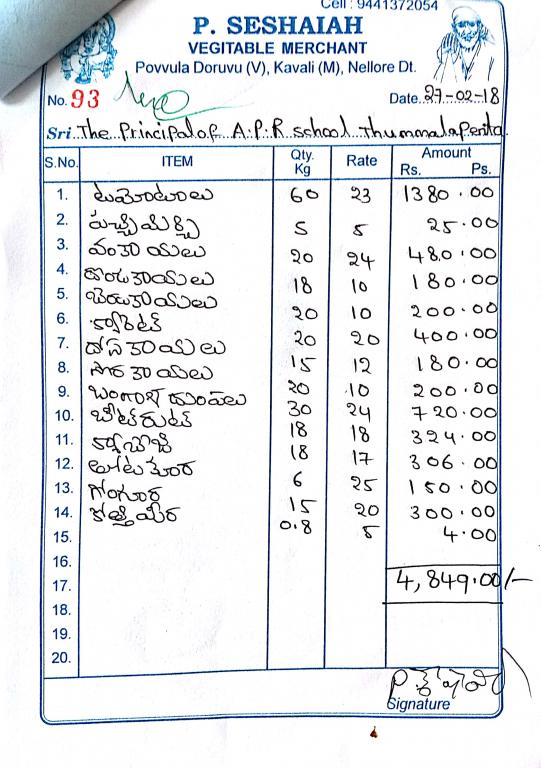 Cell : 9441372054
P. SESHAIAH
VEGITABLE MERCHANT
Povvula Doruvu (V), Kavali (M), Nellore Dt.
No. 93 Date. 27-02-18
Sri. The Principal of A.P.R school Thummalapenta
S.No. ITEM Qty. Kg Rate Amount Rs. Ps.
1. టుమోటాలు 60 23 1380.00
2. పచ్చిమిర్చి 5 5 25.00
3. వంకాయలు 20 24 480.00
4. దొండకాయలు 18 10 180.00
5. బెండకాయలు 20 10 200.00
6. క్యారెట్ 20 20 400.00
7. దోసకాయలు 15 12 180.00
8. సొరకాయలు 20 10 200.00
9. బంగాళదుంపలు 30 24 720.00
10. బీట్‌రుట్ 18 18 324.00
11. క్యాబేజి 18 17 306.00
12. తోటకూర 6 25 150.00
13. గోంగూర 15 20 300.00
14. కొత్తిమీర 0.8 5 4.00
15.
16.
17. 4,849.00/-
18.
19.
20.
Signature